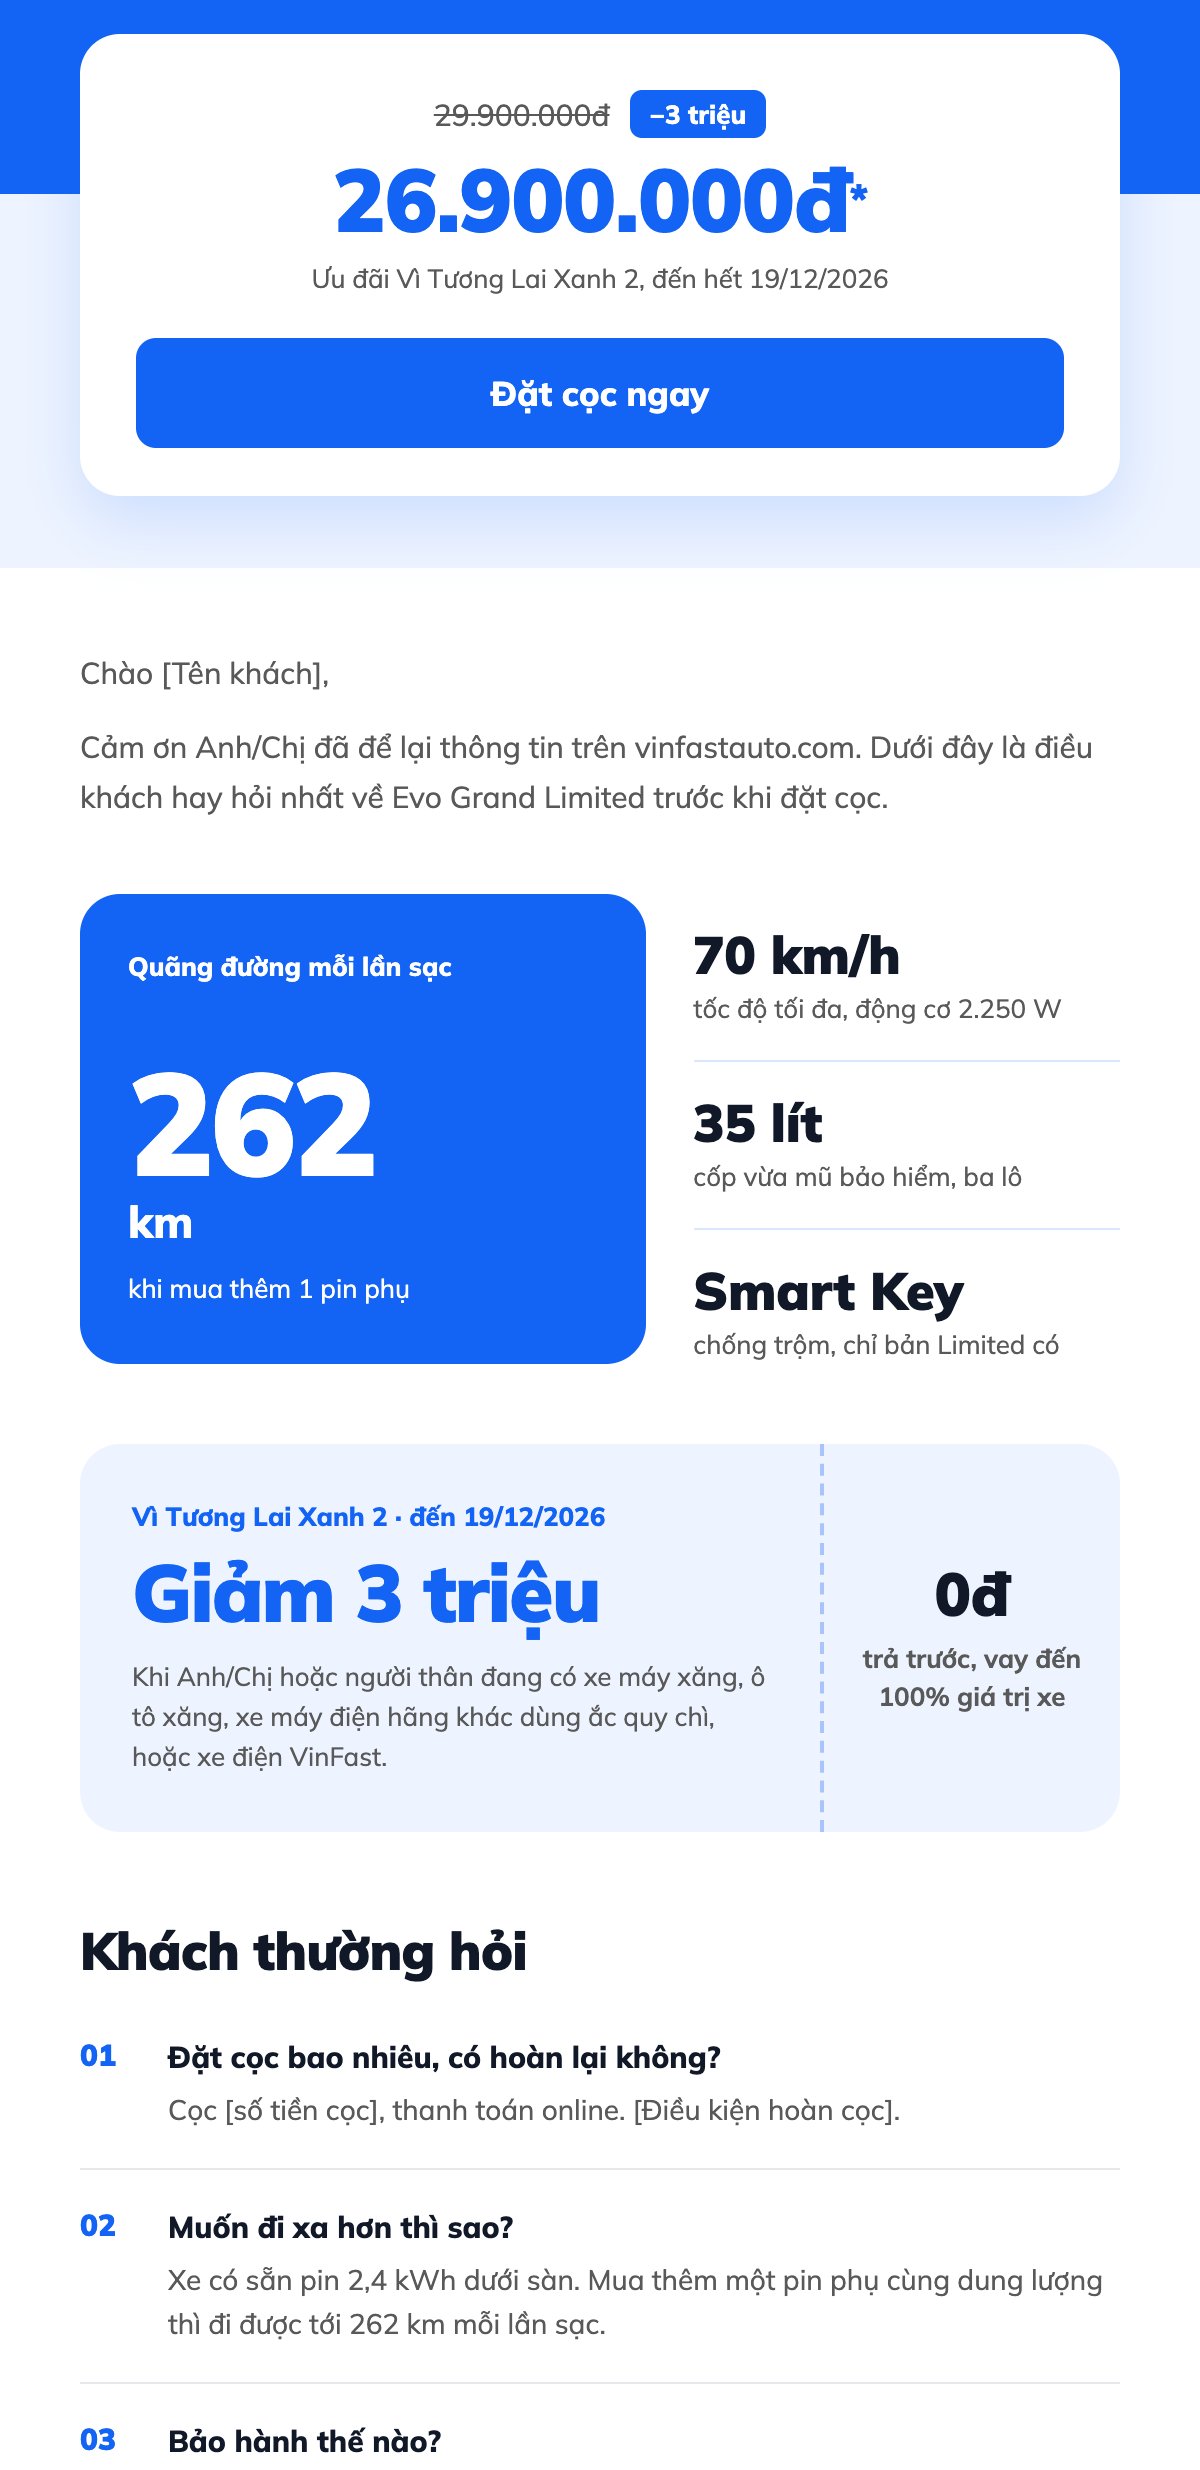 29.900.000đ −3 triệu
26.900.000đ*
Ưu đãi Vì Tương Lai Xanh 2, đến hết 19/12/2026
Đặt cọc ngay
Chào [Tên khách],
Cảm ơn Anh/Chị đã để lại thông tin trên vinfastauto.com. Dưới đây là điều
khách hay hỏi nhất về Evo Grand Limited trước khi đặt cọc.
Quãng đường mỗi lần sạc
262
km
khi mua thêm 1 pin phụ
70 km/h
tốc độ tối đa, động cơ 2.250 W
35 lít
cốp vừa mũ bảo hiểm, ba lô
Smart Key
chống trộm, chỉ bản Limited có
Vì Tương Lai Xanh 2 · đến 19/12/2026
Giảm 3 triệu
Khi Anh/Chị hoặc người thân đang có xe máy xăng, ô
tô xăng, xe máy điện hãng khác dùng ắc quy chì,
hoặc xe điện VinFast.
0đ
trả trước, vay đến
100% giá trị xe
Khách thường hỏi
01 Đặt cọc bao nhiêu, có hoàn lại không?
Cọc [số tiền cọc], thanh toán online. [Điều kiện hoàn cọc].
02 Muốn đi xa hơn thì sao?
Xe có sẵn pin 2,4 kWh dưới sàn. Mua thêm một pin phụ cùng dung lượng
thì đi được tới 262 km mỗi lần sạc.
03 Bảo hành thế nào?